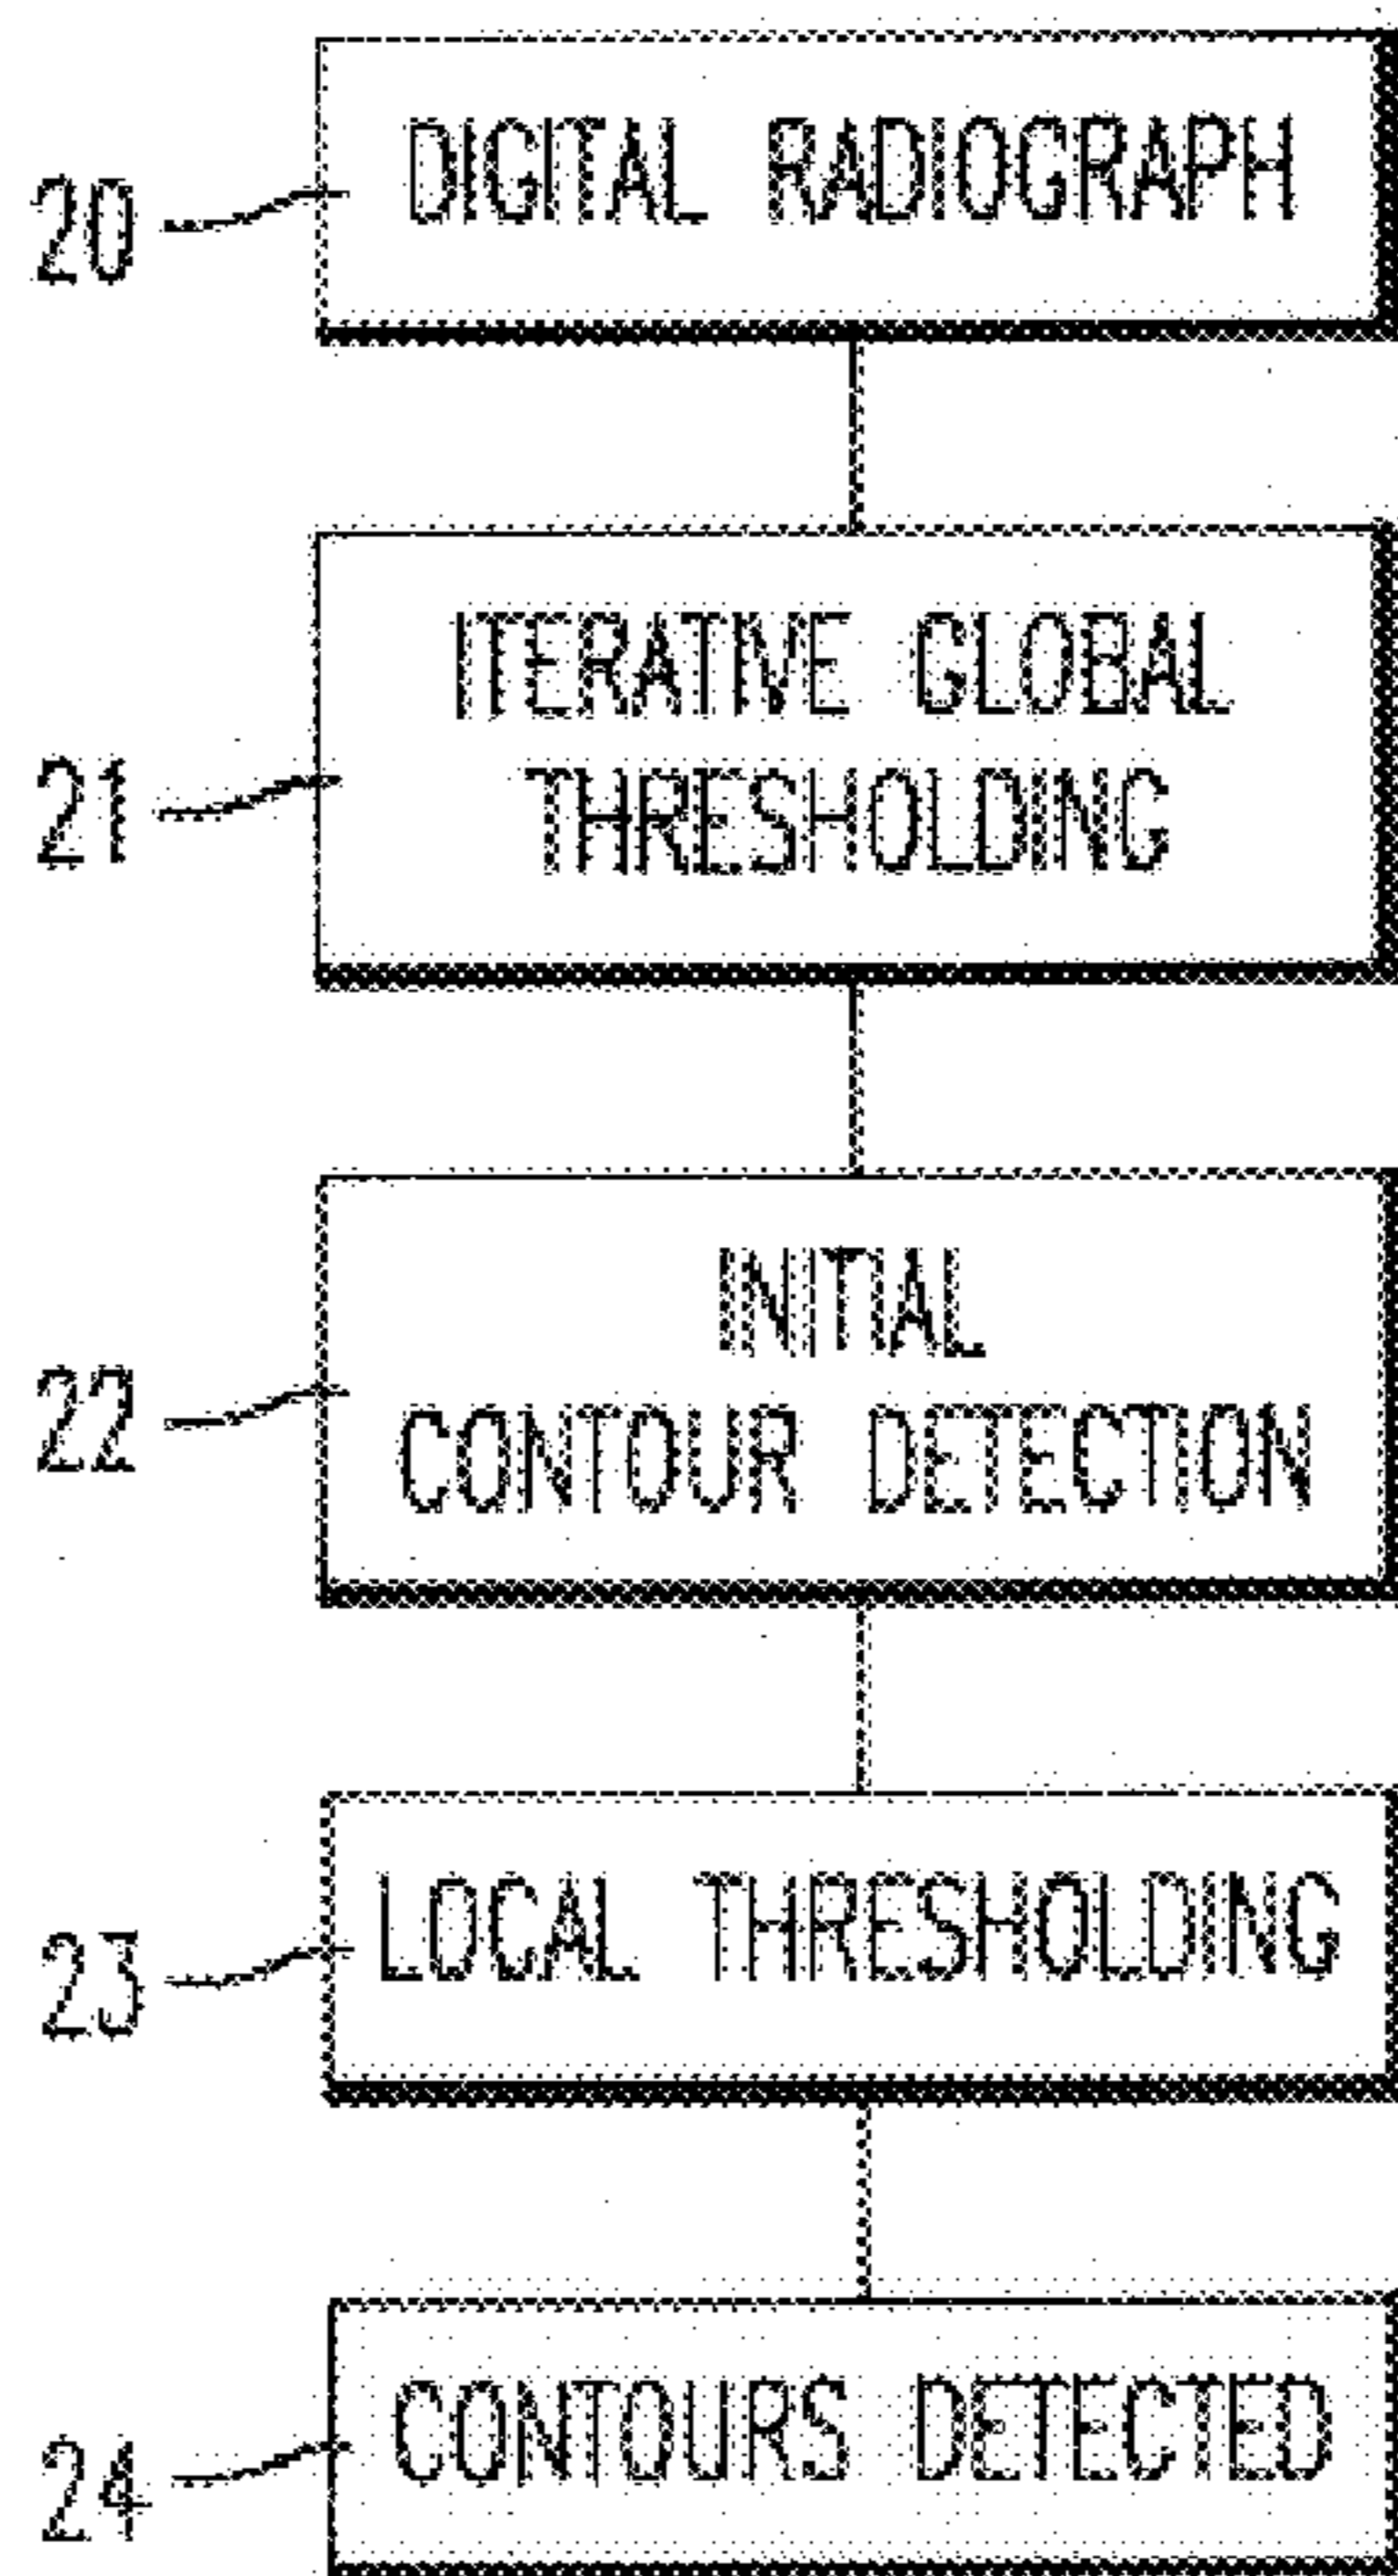 20
DIGITAL RADIOGRAPH
21
ITERATIVE GLOBAL
THRESHOLDING
22
INITIAL
CONTOUR DETECTION
23
LOCAL THRESHOLDING
24
CONTOURS DETECTED